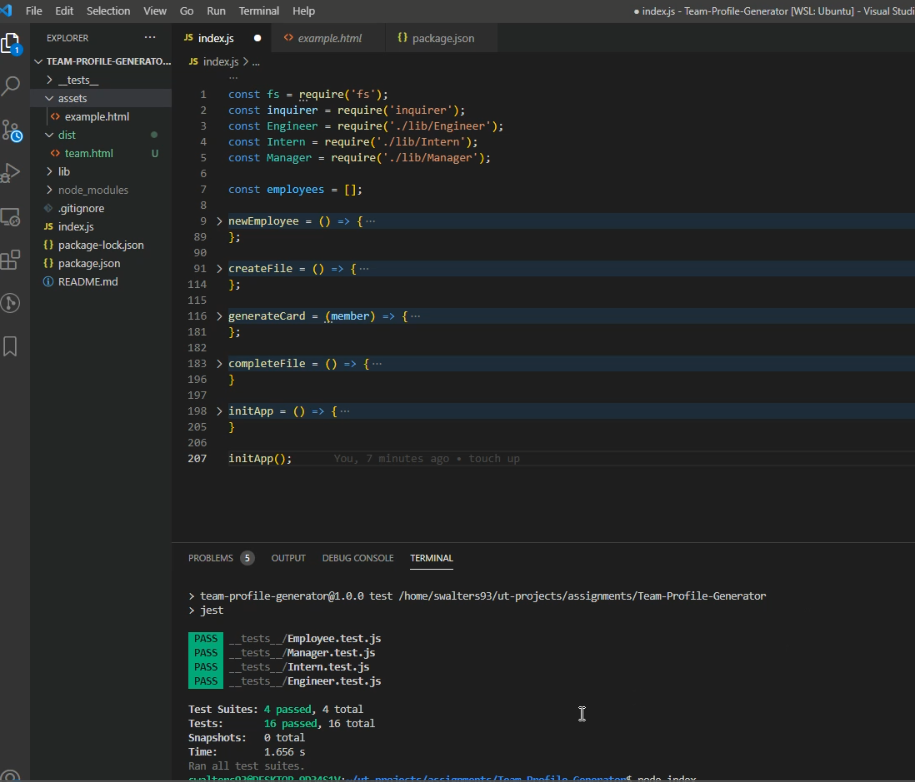 File Edit Selection View Go Run Terminal Help
● index.js - Team-Profile-Generator [WSL: Ubuntu] - Visual Studi
EXPLORER ...
TEAM-PROFILE-GENERATO...
> __tests__
assets
<> example.html
dist
<> team.html U
> lib
> node_modules
.gitignore
JS index.js
{} package-lock.json
{} package.json
README.md
1
JS index.js ● <> example.html {} package.json
JS index.js > ...
...
1 const fs = require('fs');
2 const inquirer = require('inquirer');
3 const Engineer = require('./lib/Engineer');
4 const Intern = require('./lib/Intern');
5 const Manager = require('./lib/Manager');
6
7 const employees = [];
8
9 > newEmployee = () => { ...
89 };
90
91 > createFile = () => { ...
114 };
115
116 > generateCard = (member) => { ...
181 };
182
183 > completeFile = () => { ...
196 }
197
198 > initApp = () => { ...
205 }
206
207 initApp(); You, 7 minutes ago • touch up
PROBLEMS 5 OUTPUT DEBUG CONSOLE TERMINAL
> team-profile-generator@1.0.0 test /home/swalters93/ut-projects/assignments/Team-Profile-Generator
> jest
PASS __tests__/Employee.test.js
PASS __tests__/Manager.test.js
PASS __tests__/Intern.test.js
PASS __tests__/Engineer.test.js
Test Suites: 4 passed, 4 total
Tests: 16 passed, 16 total
Snapshots: 0 total
Time: 1.656 s
Ran all test suites.
:~/ut-projects/assignments/Team-Profile-Generator$ node index